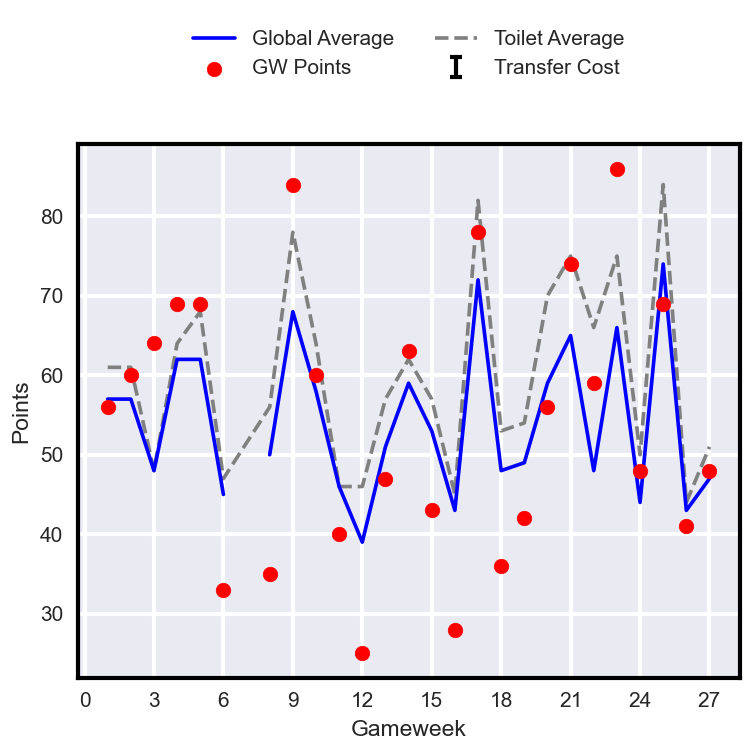 Global Average
Toilet Average
GW Points
Transfer Cost
Points
80
70
60
50
40
30
0 3 6 9 12 15 18 21 24 27
Gameweek